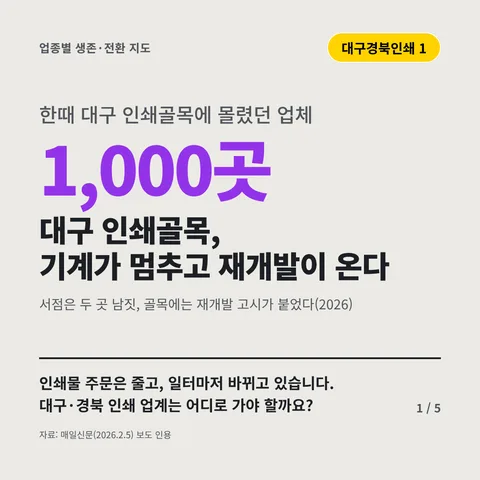 업종별 생존·전환 지도
대구경북인쇄 1
한때 대구 인쇄골목에 몰렸던 업체
1,000곳
대구 인쇄골목,
기계가 멈추고 재개발이 온다
서점은 두 곳 남짓, 골목에는 재개발 고시가 붙었다(2026)
인쇄물 주문은 줄고, 일터마저 바뀌고 있습니다.
대구·경북 인쇄 업계는 어디로 가야 할까요?
1 / 5
자료: 매일신문(2026.2.5) 보도 인용